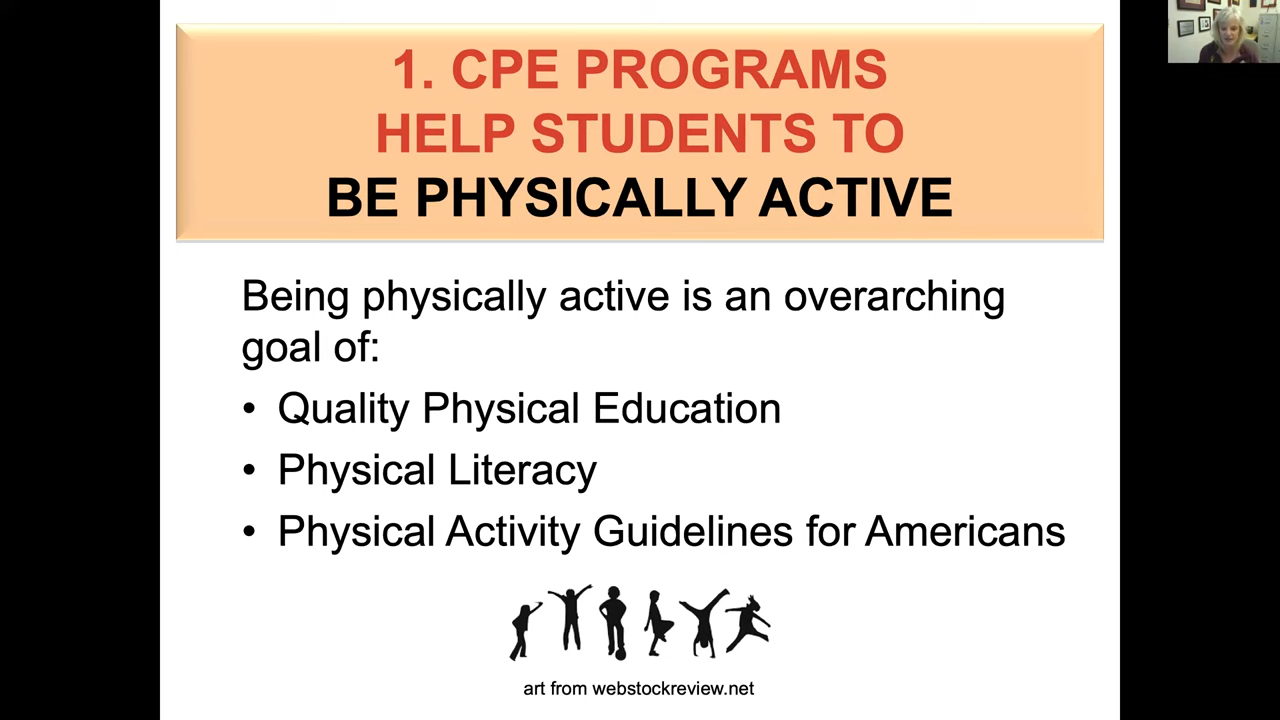 1. CPE PROGRAMS
HELP STUDENTS TO
BE PHYSICALLY ACTIVE
Being physically active is an overarching
goal of:
• Quality Physical Education
• Physical Literacy
• Physical Activity Guidelines for Americans
art from webstockreview.net